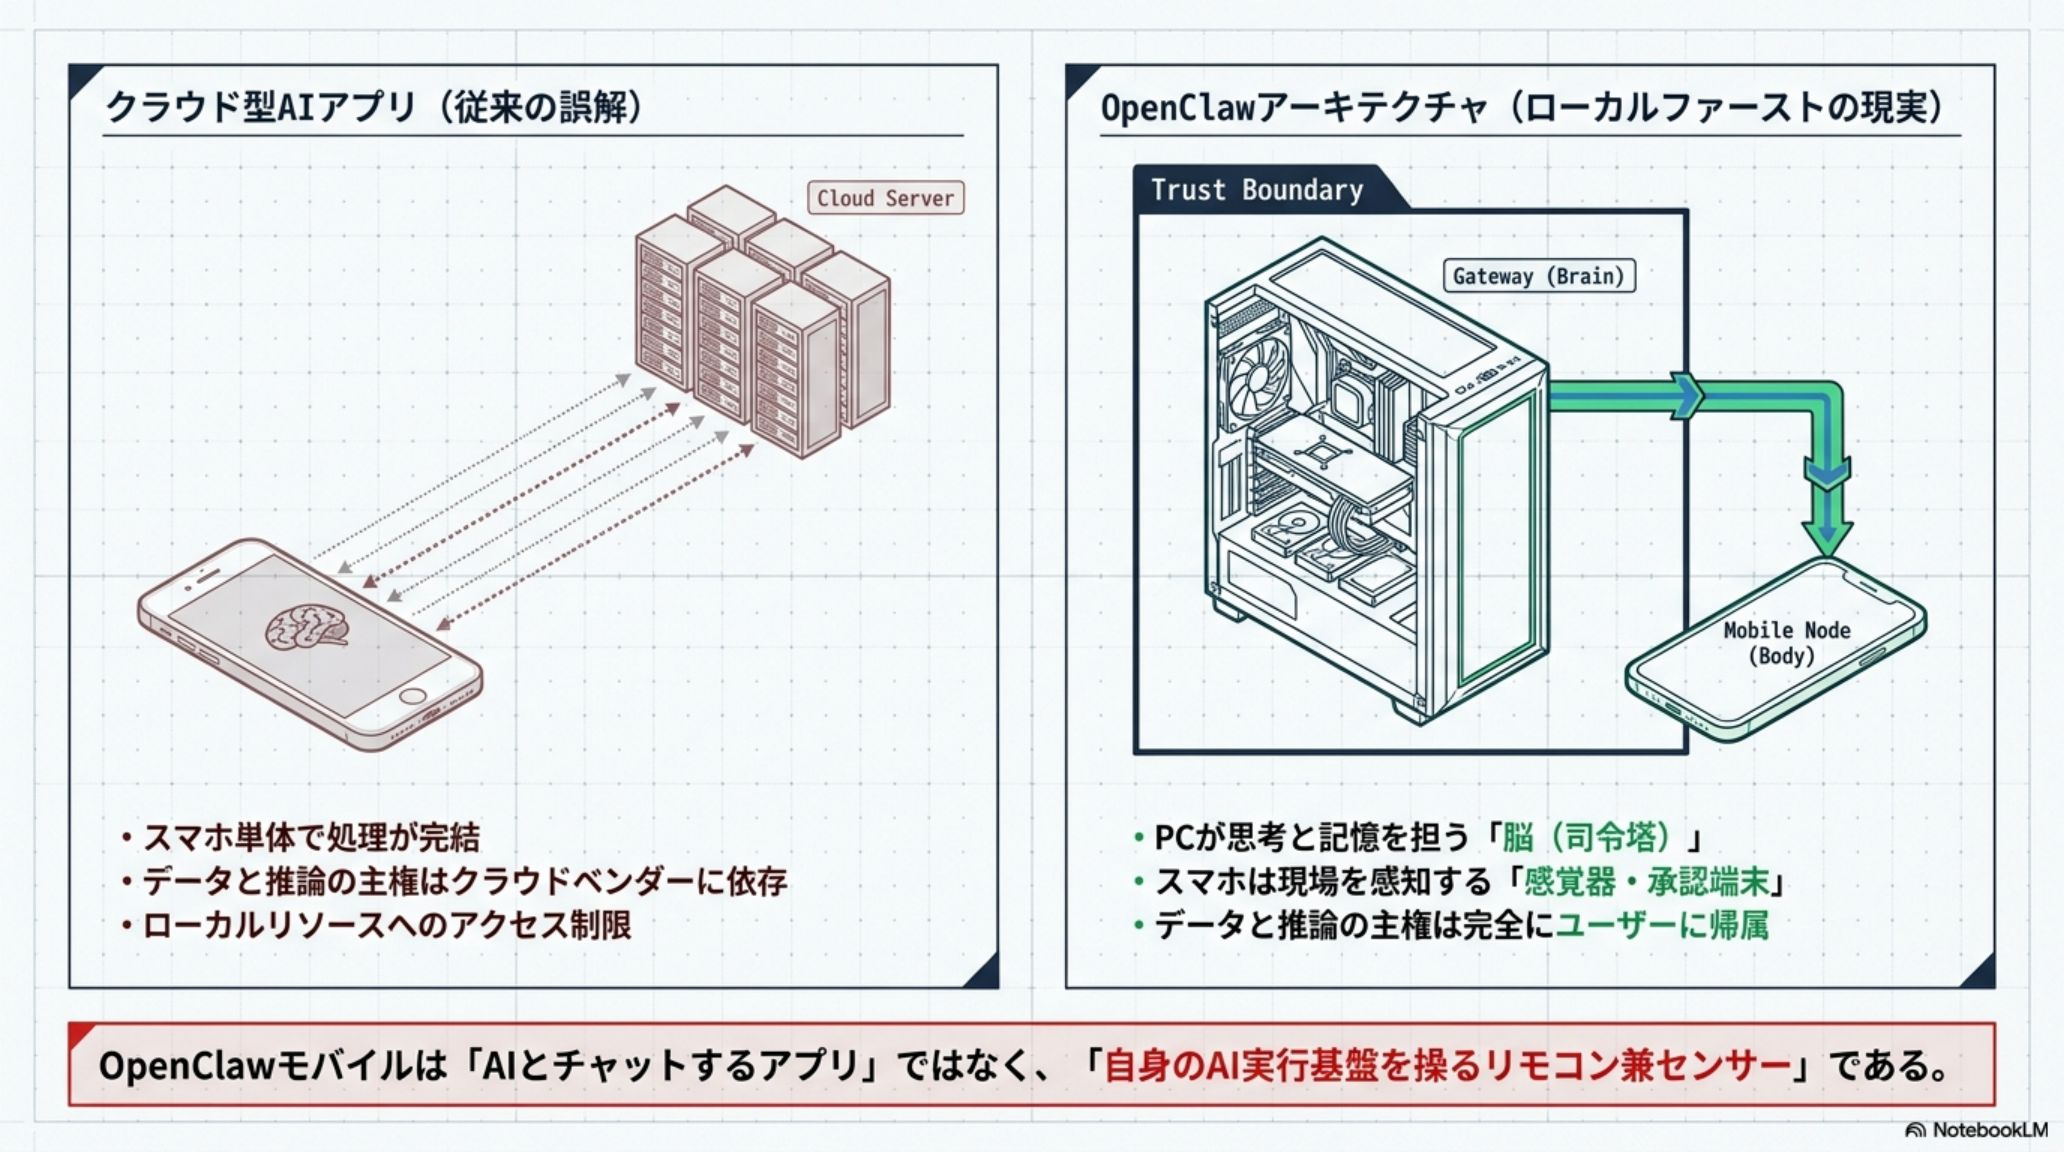 クラウド型AIアプリ（従来の誤解）
Cloud Server
・スマホ単体で処理が完結
・データと推論の主権はクラウドベンダーに依存
・ローカルリソースへのアクセス制限
OpenClawアーキテクチャ（ローカルファーストの現実）
Trust Boundary
Gateway (Brain)
Mobile Node
(Body)
・PCが思考と記憶を担う「脳（司令塔）」
・スマホは現場を感知する「感覚器・承認端末」
・データと推論の主権は完全にユーザーに帰属
OpenClawモバイルは「AIとチャットするアプリ」ではなく、「自身のAI実行基盤を操るリモコン兼センサー」である。
NotebookLM